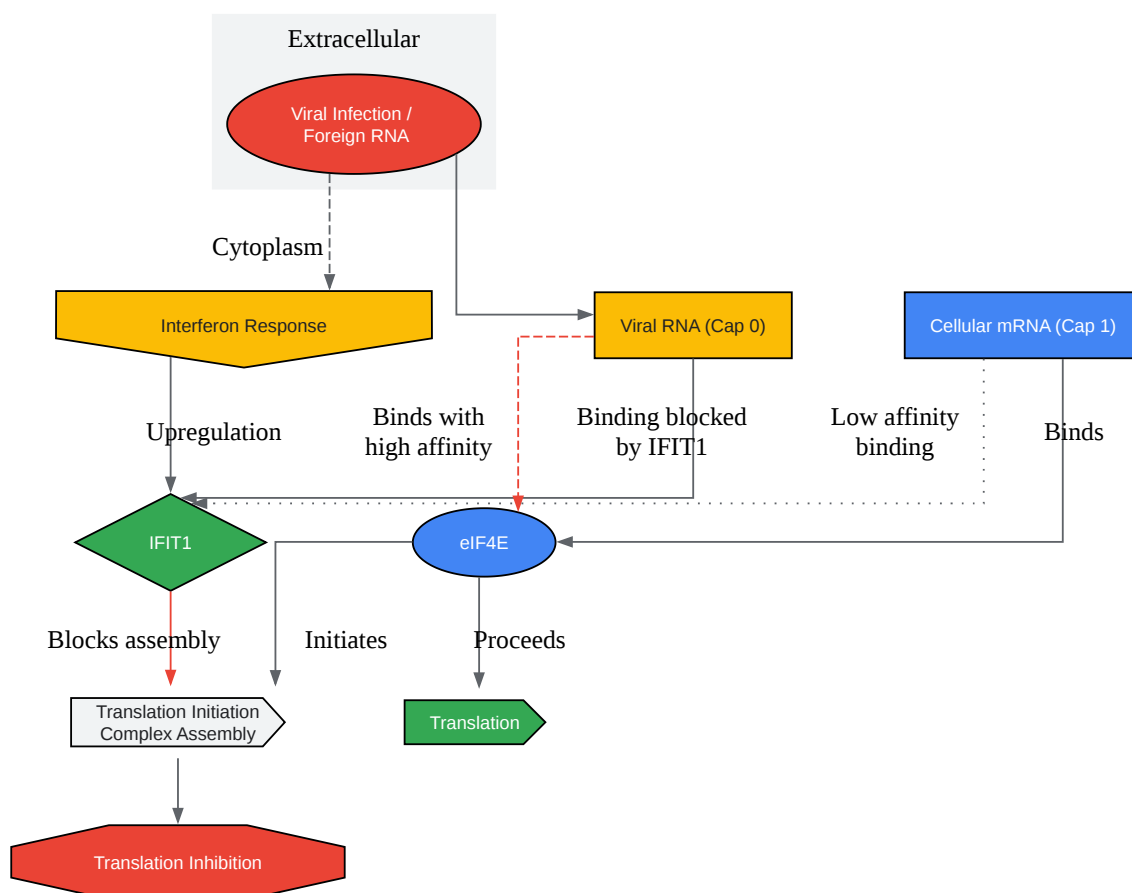 Extracellular
Viral Infection /
Foreign RNA
Cytoplasm
Interferon Response
Viral RNA (Cap 0)
Cellular mRNA (Cap 1)
Upregulation
Binds with
high affinity
Binding blocked
by IFIT1
Low affinity
binding
Binds
IFIT1
eIF4E
Blocks assembly
Initiates
Proceeds
Translation Initiation
Complex Assembly
Translation
Translation Inhibition